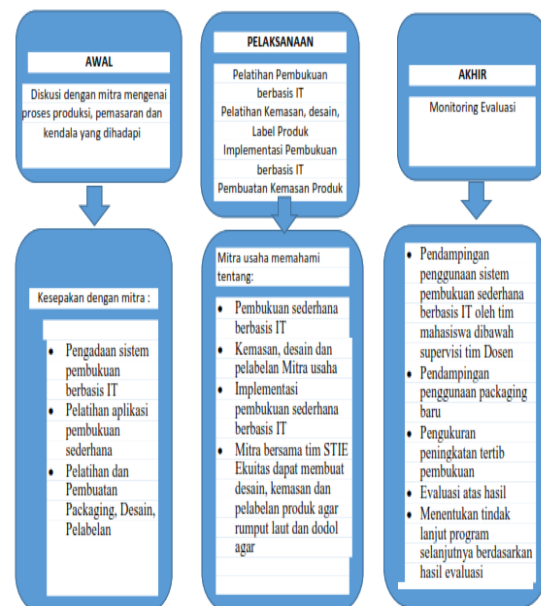 AWAL
Diskusi dengan mitra mengenai
proses produksi, pemasaran dan
kendala yang dihadapi
Kesepakan dengan mitra :
• Pengadaan sistem
pembukuan
berbasis IT
• Pelatihan aplikasi
pembukuan
sederhana
• Pelatihan dan
Pembuatan
Packaging, Desain,
Pelabelan
PELAKSANAAN
Pelatihan Pembukuan
berbasis IT
Pelatihan Kemasan, desain,
Label Produk
Implementasi Pembukuan
berbasis IT
Pembuatan Kemasan Produk
Mitra usaha memahami
tentang:
• Pembukuan sederhana
berbasis IT
• Kemasan, desain dan
pelabelan Mitra usaha
• Implementasi
pembukuan sederhana
berbasis IT
• Mitra bersama tim STIE
Ekuitas dapat membuat
desain, kemasan dan
pelabelan produk agar
rumput laut dan dodol
agar
AKHIR
Monitoring Evaluasi
• Pendampingan
penggunaan sistem
pembukuan sederhana
berbasis IT oleh tim
mahasiswa dibawah
supervisi tim Dosen
• Pendampingan
penggunaan packaging
baru
• Pengukuran
peningkatan tertib
pembukuan
• Evaluasi atas hasil
• Menentukan tindak
lanjut program
selanjutnya berdasarkan
hasil evaluasi